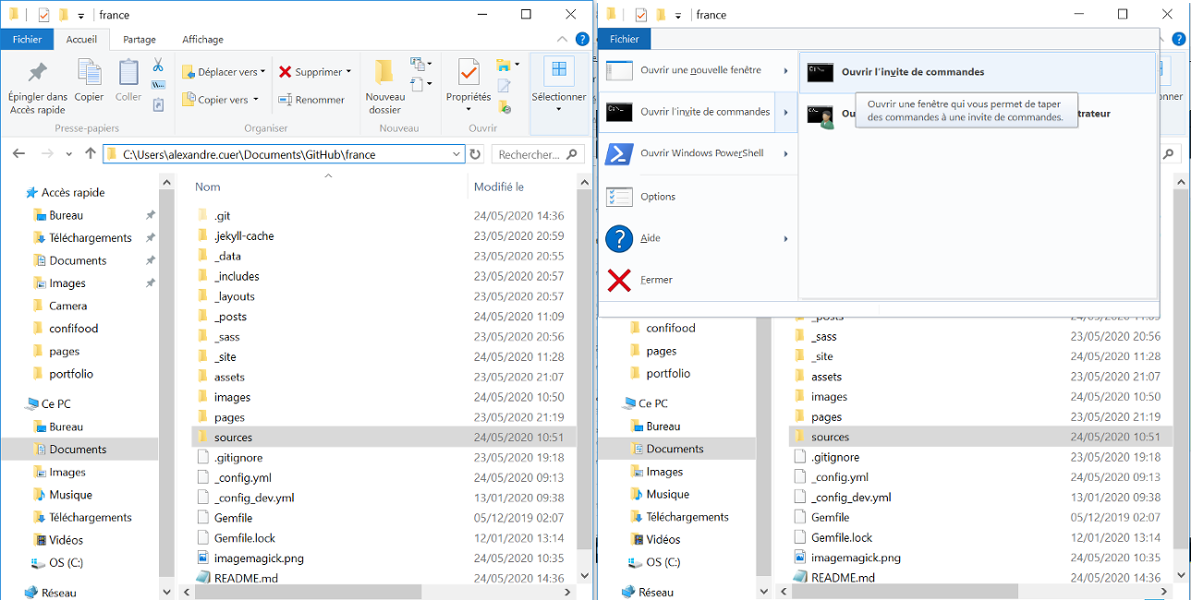 france
Fichier
Accueil
Partage
Affichage
Épingler dans
Accès rapide
Copier
Coller
Déplacer vers
Copier vers
Supprimer
Renommer
Nouveau
dossier
Propriétés
Sélectionner
Presse-papiers
Organiser
Nouveau
Ouvrir
C:\Users\alexandre.cuer\Documents\GitHub\france
Rechercher...
Accès rapide
Bureau
Téléchargements
Documents
Images
Camera
confifood
pages
portfolio
Ce PC
Bureau
Documents
Images
Musique
Téléchargements
Vidéos
OS (C:)
Réseau
Nom Modifié le
.git 24/05/2020 14:36
.jekyll-cache 23/05/2020 20:59
_data 23/05/2020 20:55
_includes 23/05/2020 20:57
_layouts 23/05/2020 20:57
_posts 24/05/2020 11:09
_sass 23/05/2020 20:56
_site 24/05/2020 11:28
assets 23/05/2020 21:07
images 24/05/2020 10:50
pages 23/05/2020 21:19
sources 24/05/2020 10:51
.gitignore 23/05/2020 19:18
_config.yml 24/05/2020 09:13
_config_dev.yml 13/01/2020 09:38
Gemfile 05/12/2019 02:07
Gemfile.lock 12/01/2020 13:14
imagemagick.png 24/05/2020 10:35
README.md 24/05/2020 14:36
france
Fichier
Ouvrir une nouvelle fenêtre
Ouvrir l'invite de commandes
Ouvrir Windows PowerShell
Options
Aide
Fermer
Ouvrir l'invite de commandes
Ou
trateur
Ouvrir une fenêtre qui vous permet de taper
des commandes à une invite de commandes.
onner
confifood
pages
portfolio
Ce PC
Bureau
Documents
Images
Musique
Téléchargements
Vidéos
OS (C:)
Réseau
_posts 24/05/2020 11:09
_sass 23/05/2020 20:56
_site 24/05/2020 11:28
assets 23/05/2020 21:07
images 24/05/2020 10:50
pages 23/05/2020 21:19
sources 24/05/2020 10:51
.gitignore 23/05/2020 19:18
_config.yml 24/05/2020 09:13
_config_dev.yml 13/01/2020 09:38
Gemfile 05/12/2019 02:07
Gemfile.lock 12/01/2020 13:14
imagemagick.png 24/05/2020 10:35
README.md 24/05/2020 14:36